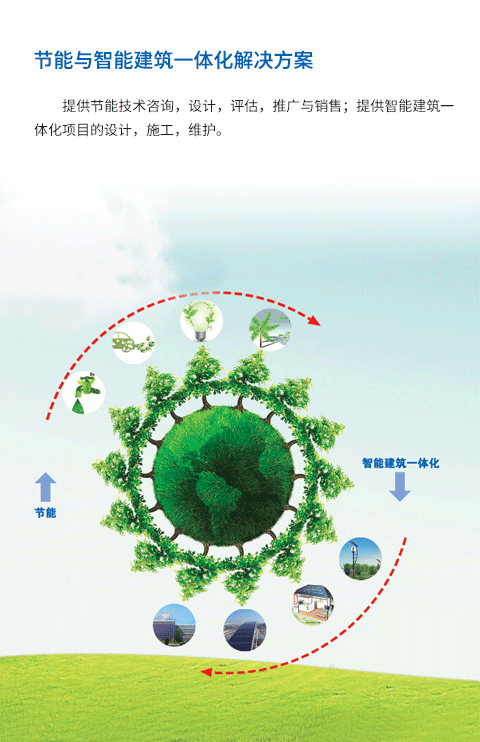 节能与智能建筑一体化解决方案
提供节能技术咨询，设计，评估，推广与销售；提供智能建筑一
体化项目的设计，施工，维护。
智能建筑一体化
节能